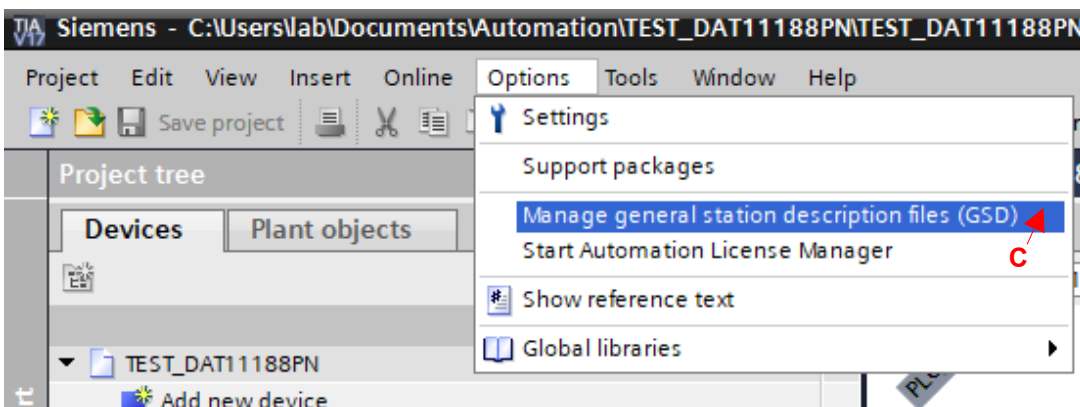 TIA V17 Siemens - C:\Users\lab\Documents\Automation\TEST_DAT11188PN\TEST_DAT11188PN
Project Edit View Insert Online Options Tools Window Help
Save project
Settings
Support packages
Project tree
Manage general station description files (GSD)
C
Devices Plant objects
Start Automation License Manager
Show reference text
Global libraries
TEST_DAT11188PN
Add new device